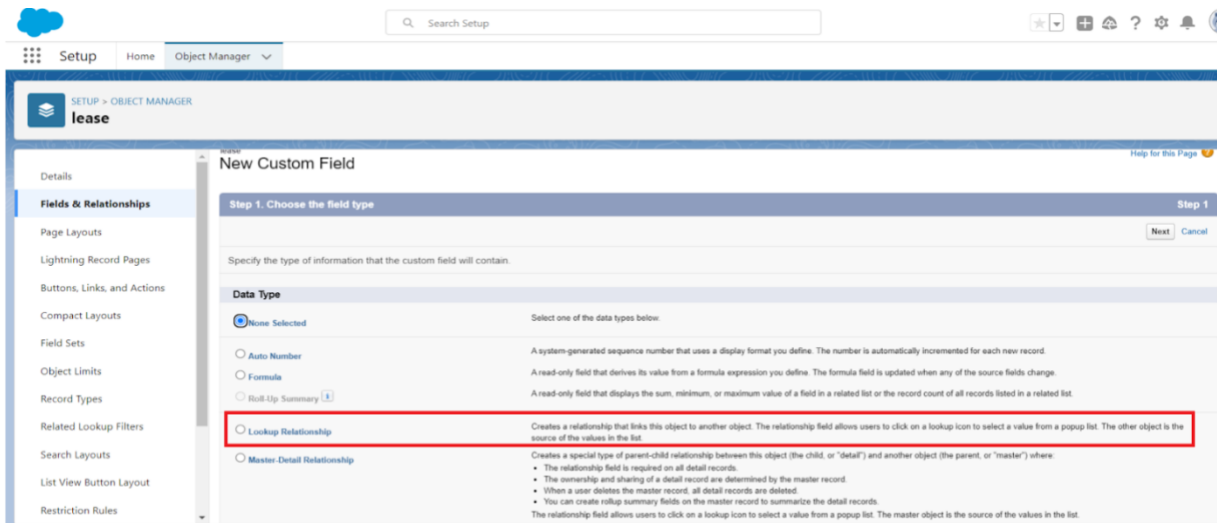 Search Setup
Setup
Home
Object Manager
SETUP > OBJECT MANAGER
lease
Details
Fields & Relationships
Page Layouts
Lightning Record Pages
Buttons, Links, and Actions
Compact Layouts
Field Sets
Object Limits
Record Types
Related Lookup Filters
Search Layouts
List View Button Layout
Restriction Rules
lease
New Custom Field
Help for this Page
Step 1. Choose the field type
Step 1
Next
Cancel
Specify the type of information that the custom field will contain.
Data Type
None Selected
Select one of the data types below.
Auto Number
A system-generated sequence number that uses a display format you define. The number is automatically incremented for each new record.
Formula
A read-only field that derives its value from a formula expression you define. The formula field is updated when any of the source fields change.
Roll-Up Summary
A read-only field that displays the sum, minimum, or maximum value of a field in a related list or the record count of all records listed in a related list.
Lookup Relationship
Creates a relationship that links this object to another object. The relationship field allows users to click on a lookup icon to select a value from a popup list. The other object is the
source of the values in the list.
Master-Detail Relationship
Creates a special type of parent-child relationship between this object (the child, or "detail") and another object (the parent, or "master") where:
• The relationship field is required on all detail records.
• The ownership and sharing of a detail record are determined by the master record.
• When a user deletes the master record, all detail records are deleted.
• You can create rollup summary fields on the master record to summarize the detail records.
The relationship field allows users to click on a lookup icon to select a value from a popup list. The master object is the source of the values in the list.